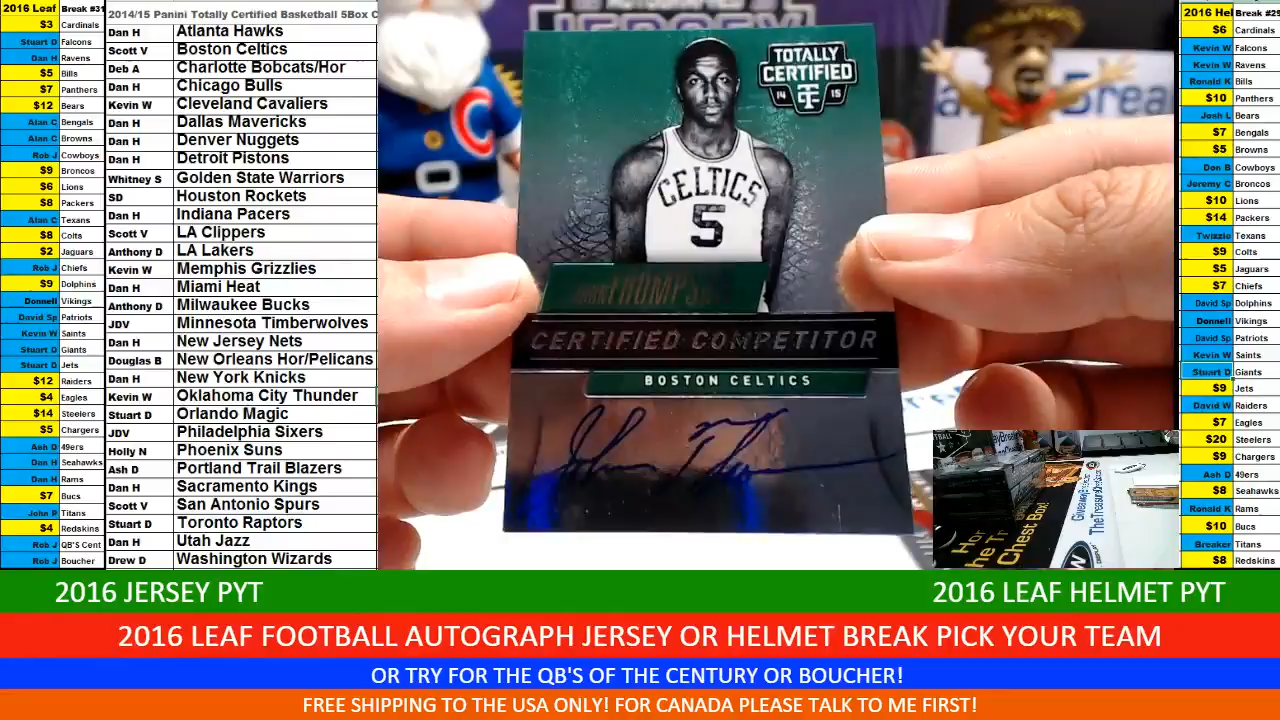 2016 Leaf Break #31
$3 Cardinals
Stuart D Falcons
Dan H Ravens
$5 Bills
$7 Panthers
$12 Bears
Alan C Bengals
Alan C Browns
Rob J Cowboys
$9 Broncos
$6 Lions
$8 Packers
Alan C Texans
$8 Colts
$2 Jaguars
Rob J Chiefs
$9 Dolphins
Donnell Vikings
David Sp Patriots
Kevin W Saints
Stuart D Giants
Stuart D Jets
$12 Raiders
$4 Eagles
$14 Steelers
$5 Chargers
Ash D 49ers
Dan H Seahawks
Dan H Rams
$7 Bucs
John P Titans
$4 Redskins
Rob J QB'S Cent
Rob J Boucher
2014/15 Panini Totally Certified Basketball 5Box C
Dan H Atlanta Hawks
Scott V Boston Celtics
Deb A Charlotte Bobcats/Hor
Dan H Chicago Bulls
Kevin W Cleveland Cavaliers
Dan H Dallas Mavericks
Dan H Denver Nuggets
Dan H Detroit Pistons
Whitney S Golden State Warriors
SD Houston Rockets
Dan H Indiana Pacers
Scott V LA Clippers
Anthony D LA Lakers
Kevin W Memphis Grizzlies
Dan H Miami Heat
Anthony D Milwaukee Bucks
JDV Minnesota Timberwolves
Dan H New Jersey Nets
Douglas B New Orleans Hor/Pelicans
Dan H New York Knicks
Kevin W Oklahoma City Thunder
Stuart D Orlando Magic
JDV Philadelphia Sixers
Holly N Phoenix Suns
Ash D Portland Trail Blazers
Dan H Sacramento Kings
Scott V San Antonio Spurs
Stuart D Toronto Raptors
Dan H Utah Jazz
Drew D Washington Wizards
TOTALLY
CERTIFIED
14 15
CELTICS
5
CERTIFIED COMPETITOR
BOSTON CELTICS
2016 Hel Break #29
$6 Cardinals
Kevin W Falcons
Kevin W Ravens
Ronald K Bills
$10 Panthers
Josh L Bears
$7 Bengals
$5 Browns
Don B Cowboys
Jeremy C Broncos
$10 Lions
$14 Packers
Twizzie Texans
$9 Colts
$5 Jaguars
$7 Chiefs
David Sp Dolphins
Donnell Vikings
David Sp Patriots
Kevin W Saints
Stuart D Giants
$9 Jets
David W Raiders
$7 Eagles
$20 Steelers
$9 Chargers
Ash D 49ers
$8 Seahawks
Ronald K Rams
$10 Bucs
Breaker Titans
$8 Redskins
Chest Box!
2016 JERSEY PYT
2016 LEAF HELMET PYT
2016 LEAF FOOTBALL AUTOGRAPH JERSEY OR HELMET BREAK PICK YOUR TEAM
OR TRY FOR THE QB'S OF THE CENTURY OR BOUCHER!
FREE SHIPPING TO THE USA ONLY! FOR CANADA PLEASE TALK TO ME FIRST!